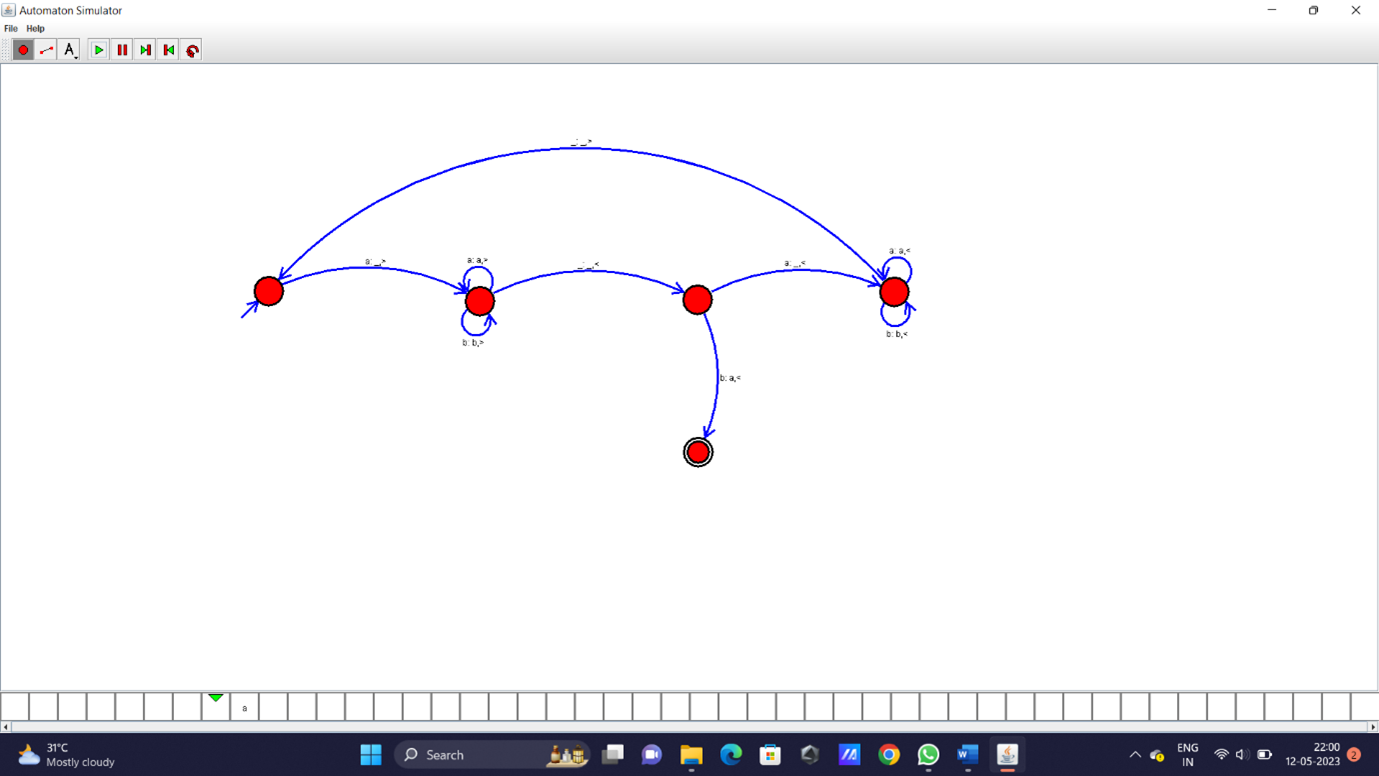 Automaton Simulator
File Help
A
_: _,>
a: a,<
a: _,>
a: a,>
_: _,<
a: _,<
b: b,<
b: b,>
b: a,<
a
31°C
Mostly cloudy
Search
ENG
IN
22:00
12-05-2023
2